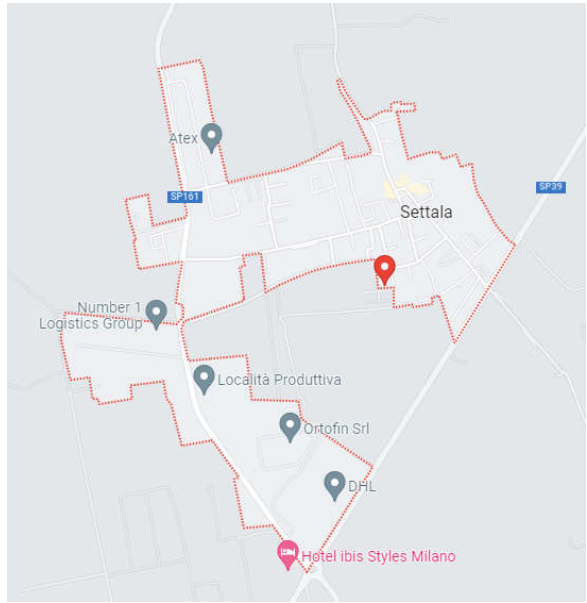 Atex
SP39
SP161
Settala
Number 1
Logistics Group
Località Produttiva
Ortofin Srl
DHL
Hotel ibis Styles Milano